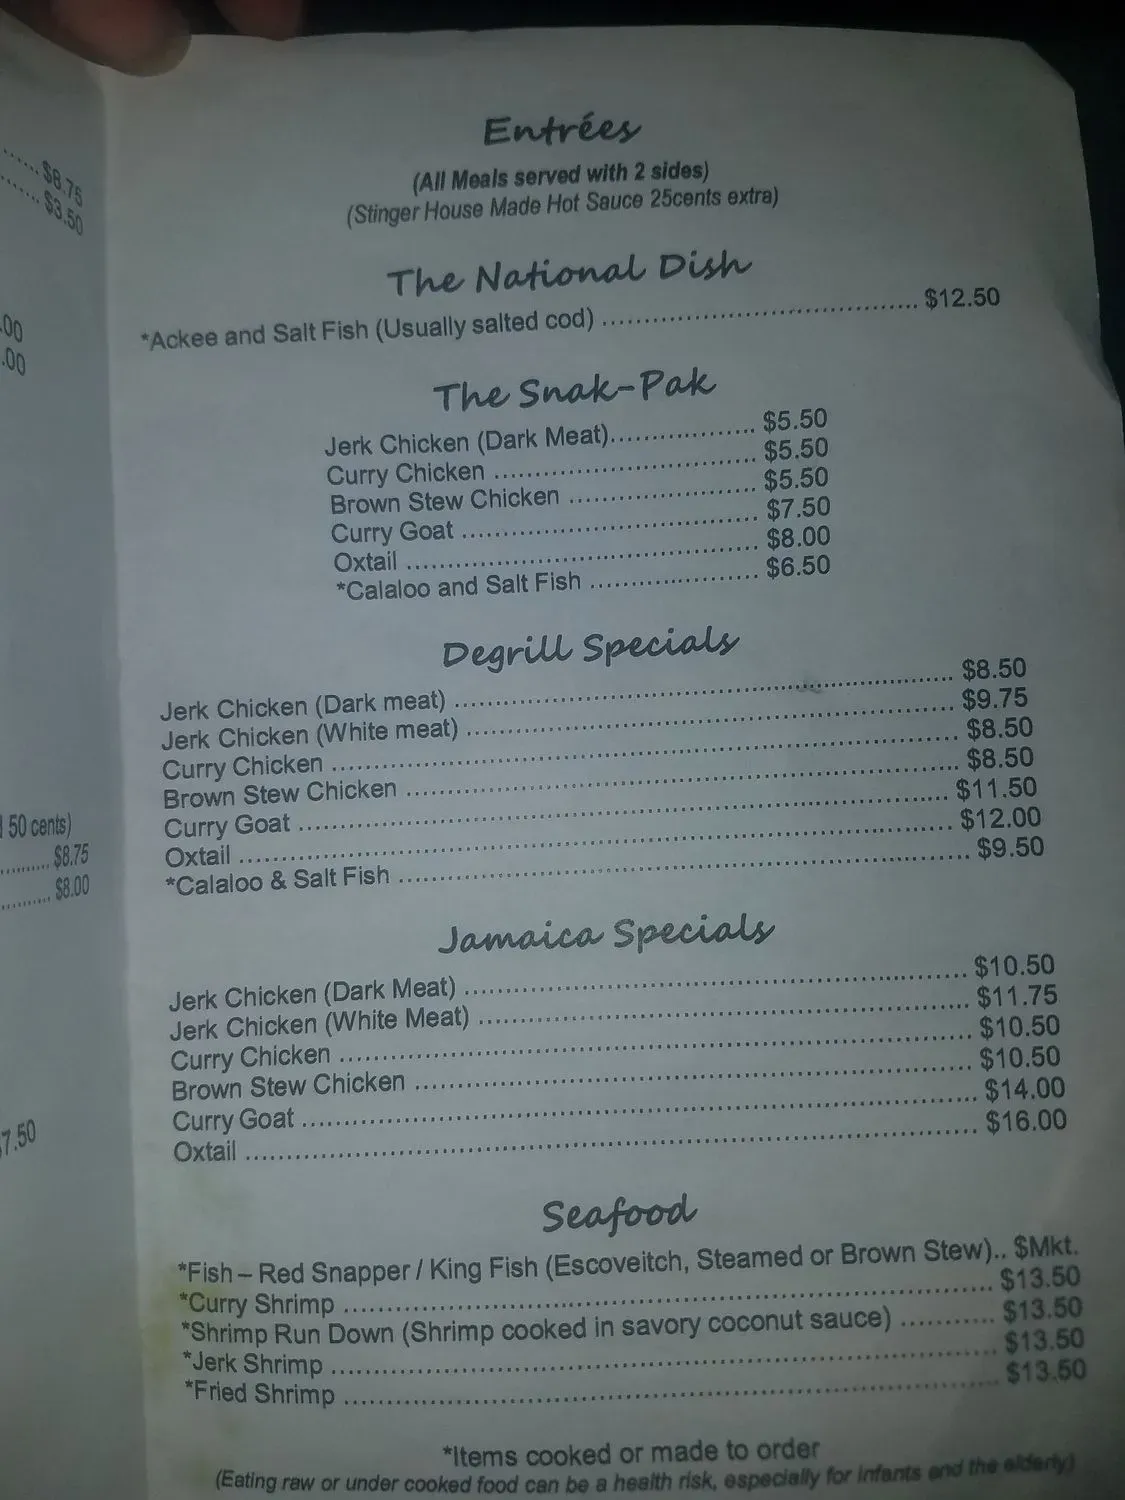 $8.75
$3.50
.00
.00
50 cents)
$8.75
$8.00
7.50
Entrées
(All Meals served with 2 sides)
(Stinger House Made Hot Sauce 25cents extra)
The National Dish
*Ackee and Salt Fish (Usually salted cod) ........ $12.50
The Snak-Pak
Jerk Chicken (Dark Meat)........ $5.50
Curry Chicken ........ $5.50
Brown Stew Chicken ........ $5.50
Curry Goat ........ $7.50
Oxtail ........ $8.00
*Calaloo and Salt Fish ........ $6.50
Degrill Specials
Jerk Chicken (Dark meat) ........ $8.50
Jerk Chicken (White meat) ........ $9.75
Curry Chicken ........ $8.50
Brown Stew Chicken ........ $8.50
Curry Goat ........ $11.50
Oxtail ........ $12.00
*Calaloo & Salt Fish ........ $9.50
Jamaica Specials
Jerk Chicken (Dark Meat) ........ $10.50
Jerk Chicken (White Meat) ........ $11.75
Curry Chicken ........ $10.50
Brown Stew Chicken ........ $10.50
Curry Goat ........ $14.00
Oxtail ........ $16.00
Seafood
*Fish – Red Snapper / King Fish (Escoveitch, Steamed or Brown Stew).. $Mkt.
*Curry Shrimp ........ $13.50
*Shrimp Run Down (Shrimp cooked in savory coconut sauce) ........ $13.50
*Jerk Shrimp ........ $13.50
*Fried Shrimp ........ $13.50
*Items cooked or made to order
(Eating raw or under cooked food can be a health risk, especially for infants and the elderly)